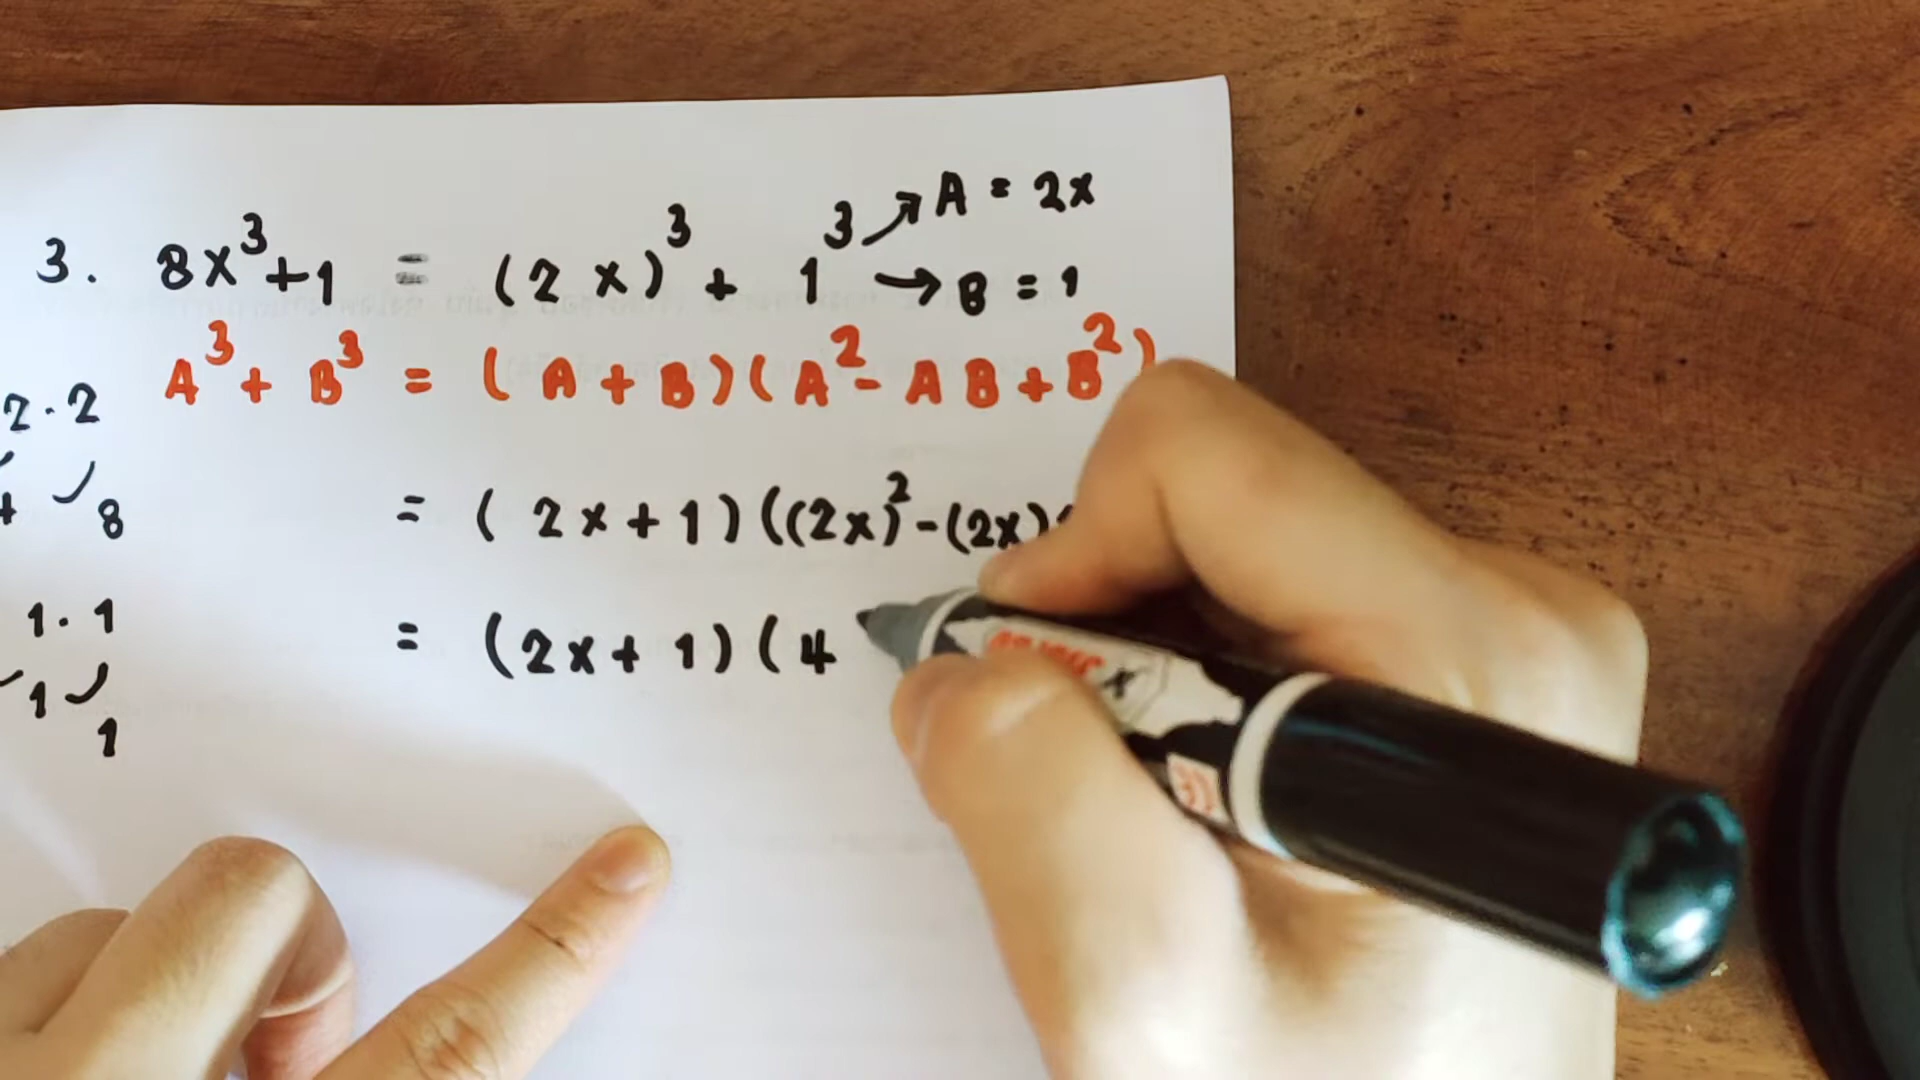 A = 2x
3. 8x³+1 = (2x)³ + 1³ → B = 1
A³ + B³ = (A + B)(A² - AB + B²)
2 · 2
= (2x + 1)((2x)² - (2x)
8
= (2x + 1)(4
1 · 1
1
1